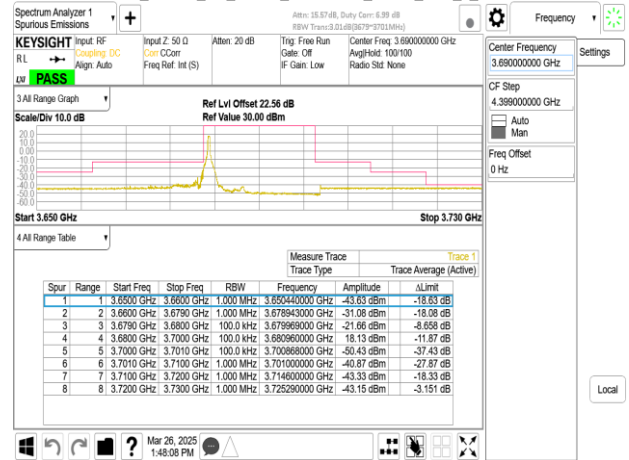 Spectrum Analyzer 1
Spurious Emissions
Attn: 15.57dB, Duty Corr: 6.99 dB
RBW Trans:3.01dB(3679~3701MHz)
Frequency
KEYSIGHT
Input: RF
Coupling: DC
Align: Auto
Input Z: 50 Ω
Corr CCorr
Freq Ref: Int (S)
Atten: 20 dB
Trig: Free Run
Gate: Off
IF Gain: Low
Center Freq: 3.690000000 GHz
Avg|Hold: 100/100
Radio Std: None
RL
LXI
PASS
Center Frequency
3.690000000 GHz
Settings
CF Step
4.399000000 GHz
Auto
Man
Freq Offset
0 Hz
3 All Range Graph
Scale/Div 10.0 dB
Ref Lvl Offset 22.56 dB
Ref Value 30.00 dBm
20.0
10.0
0.00
-10.0
-20.0
-30.0
-40.0
-50.0
-60.0
Start 3.650 GHz
Stop 3.730 GHz
4 All Range Table
Measure Trace Trace 1
Trace Type Trace Average (Active)
Spur Range Start Freq Stop Freq RBW Frequency Amplitude ΔLimit
1 1 3.6500 GHz 3.6600 GHz 1.000 MHz 3.650440000 GHz -43.63 dBm -18.63 dB
2 2 3.6600 GHz 3.6790 GHz 1.000 MHz 3.678943000 GHz -31.08 dBm -18.08 dB
3 3 3.6790 GHz 3.6800 GHz 100.0 kHz 3.679969000 GHz -21.66 dBm -8.658 dB
4 4 3.6800 GHz 3.7000 GHz 100.0 kHz 3.680960000 GHz 18.13 dBm -11.87 dB
5 5 3.7000 GHz 3.7010 GHz 100.0 kHz 3.700868000 GHz -50.43 dBm -37.43 dB
6 6 3.7010 GHz 3.7100 GHz 1.000 MHz 3.701000000 GHz -40.87 dBm -27.87 dB
7 7 3.7100 GHz 3.7200 GHz 1.000 MHz 3.714600000 GHz -43.33 dBm -18.33 dB
8 8 3.7200 GHz 3.7300 GHz 1.000 MHz 3.725290000 GHz -43.15 dBm -3.151 dB
Local
Mar 26, 2025
1:48:08 PM